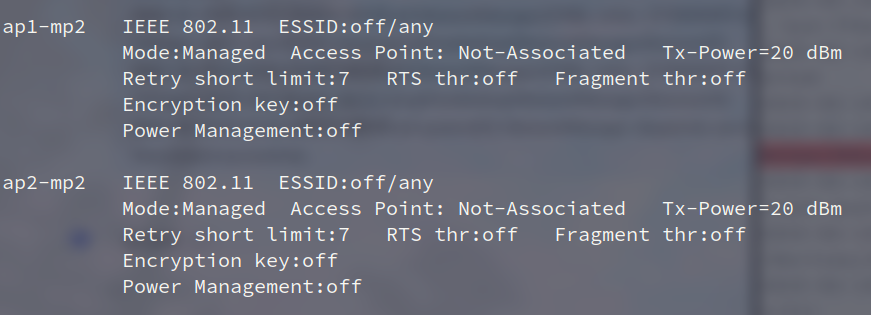 ap1-mp2   IEEE 802.11  ESSID:off/any
          Mode:Managed  Access Point: Not-Associated   Tx-Power=20 dBm
          Retry short limit:7   RTS thr:off   Fragment thr:off
          Encryption key:off
          Power Management:off

ap2-mp2   IEEE 802.11  ESSID:off/any
          Mode:Managed  Access Point: Not-Associated   Tx-Power=20 dBm
          Retry short limit:7   RTS thr:off   Fragment thr:off
          Encryption key:off
          Power Management:off